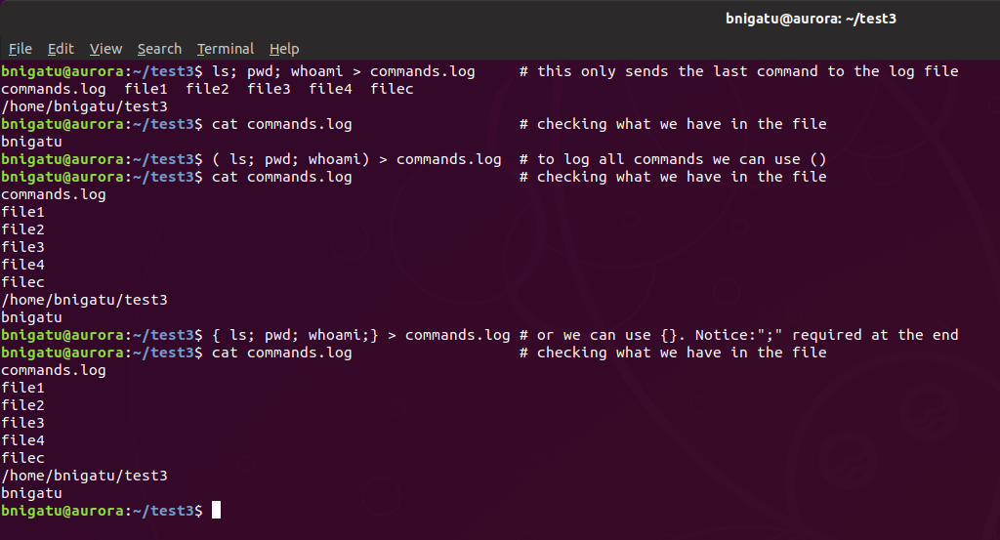 bnigatu@aurora: ~/test3
File Edit View Search Terminal Help
bnigatu@aurora:~/test3$ ls; pwd; whoami > commands.log     # this only sends the last command to the log file
commands.log  file1  file2  file3  file4  filec
/home/bnigatu/test3
bnigatu@aurora:~/test3$ cat commands.log                   # checking what we have in the file
bnigatu
bnigatu@aurora:~/test3$ ( ls; pwd; whoami) > commands.log  # to log all commands we can use ()
bnigatu@aurora:~/test3$ cat commands.log                   # checking what we have in the file
commands.log
file1
file2
file3
file4
filec
/home/bnigatu/test3
bnigatu
bnigatu@aurora:~/test3$ { ls; pwd; whoami;} > commands.log # or we can use {}. Notice:";" required at the end
bnigatu@aurora:~/test3$ cat commands.log                   # checking what we have in the file
commands.log
file1
file2
file3
file4
filec
/home/bnigatu/test3
bnigatu
bnigatu@aurora:~/test3$